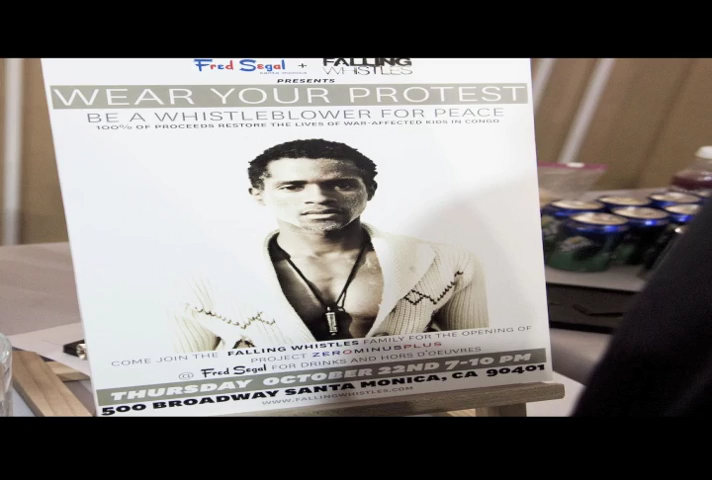 Fred Segal + FALLING WHISTLES
santa monica
PRESENTS
WEAR YOUR PROTEST
BE A WHISTLEBLOWER FOR PEACE
100% OF PROCEEDS RESTORE THE LIVES OF WAR-AFFECTED KIDS IN CONGO
COME JOIN THE FALLING WHISTLES FAMILY FOR THE OPENING OF
PROJECT ZEROMINUSPLUS
@ Fred Segal FOR DRINKS AND HORS D'OEUVRES
THURSDAY OCTOBER 22ND 7-10 PM
500 BROADWAY SANTA MONICA, CA 90401
WWW.FALLINGWHISTLES.COM